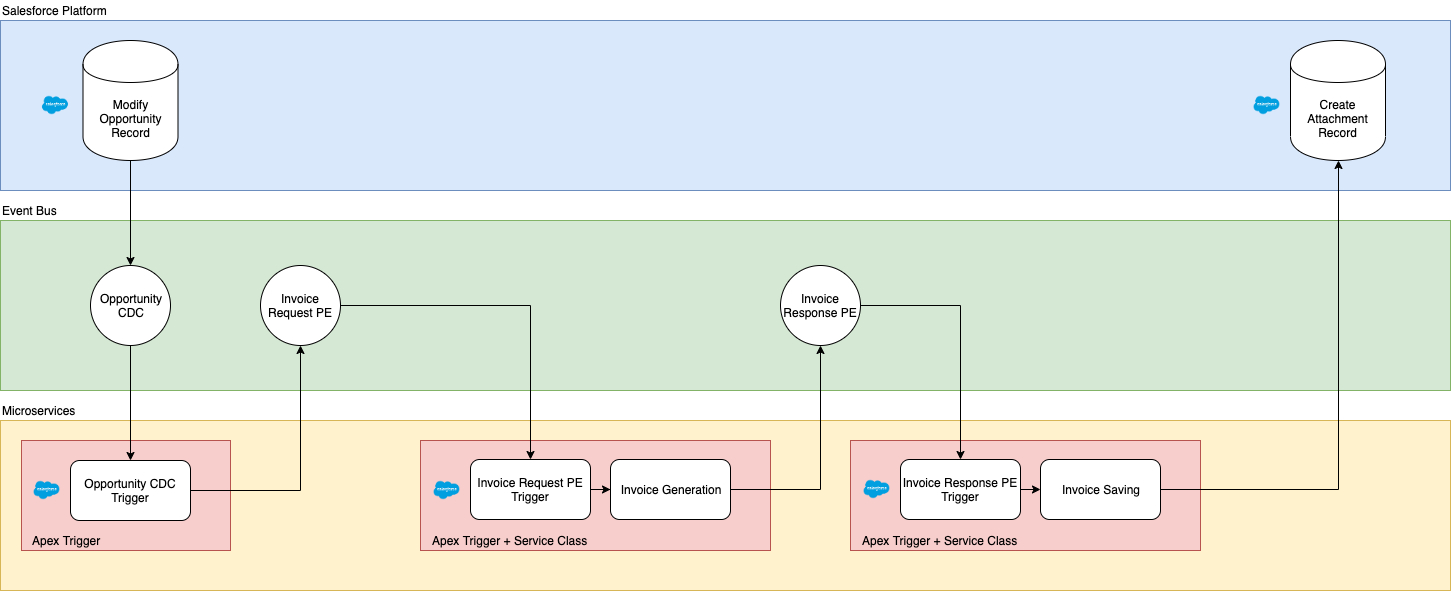 Salesforce Platform
Modify
Opportunity
Record
Create
Attachment
Record
Event Bus
Opportunity
CDC
Invoice
Request PE
Invoice
Response PE
Microservices
Opportunity CDC
Trigger
Apex Trigger
Invoice Request PE
Trigger
Invoice Generation
Apex Trigger + Service Class
Invoice Response PE
Trigger
Invoice Saving
Apex Trigger + Service Class
salesforce
salesforce
salesforce
salesforce
salesforce